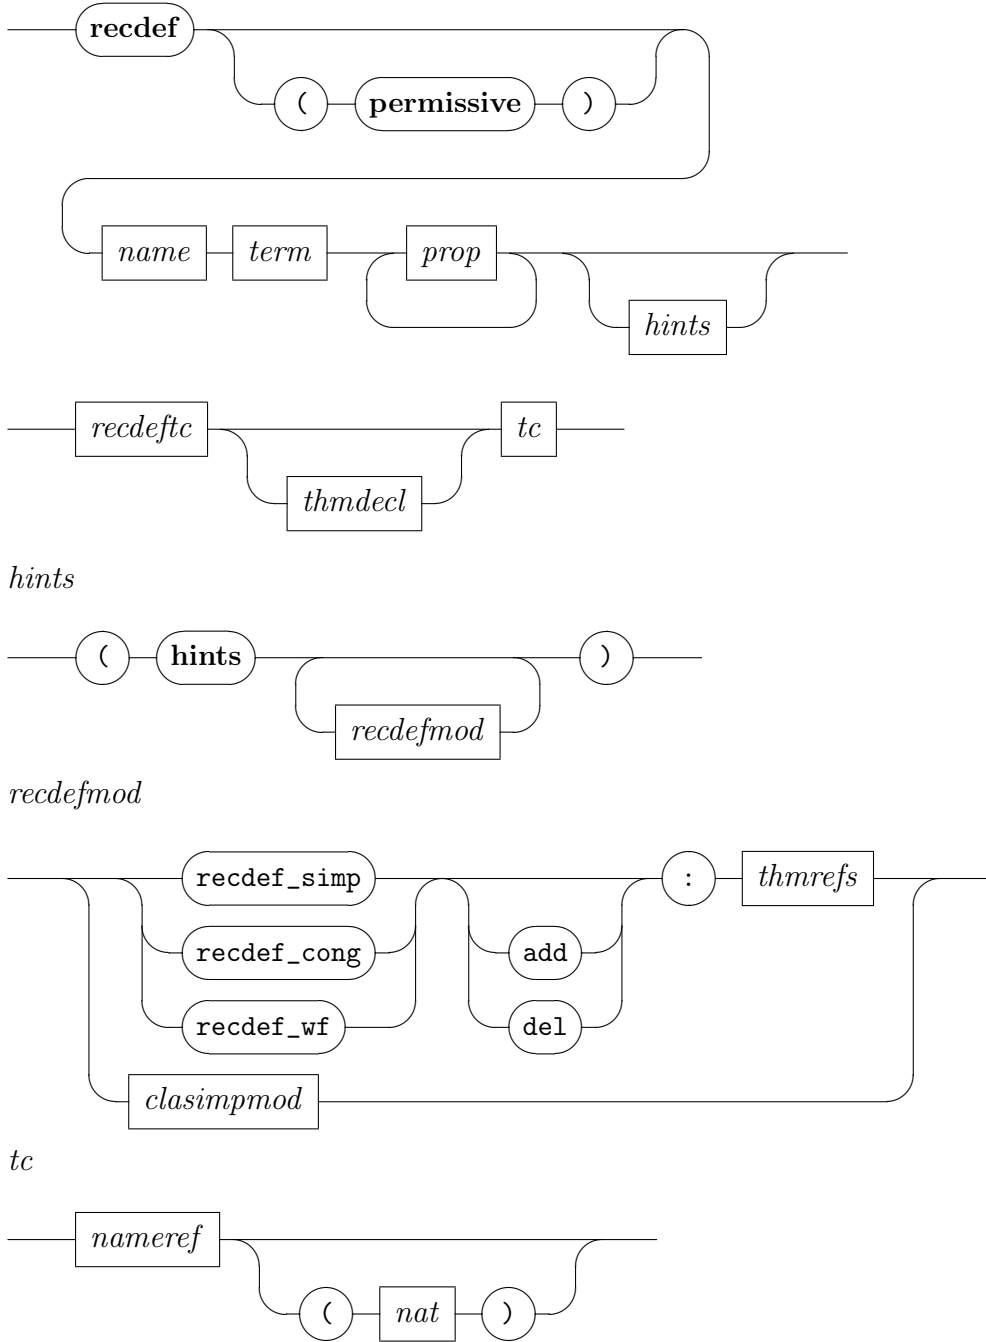 recdef
( permissive )
name term prop
hints
recdeftc tc
thmdecl
hints
( hints )
recdefmod
recdefmod
recdef_simp : thmrefs
recdef_cong add
recdef_wf del
clasimpmod
tc
nameref
( nat )